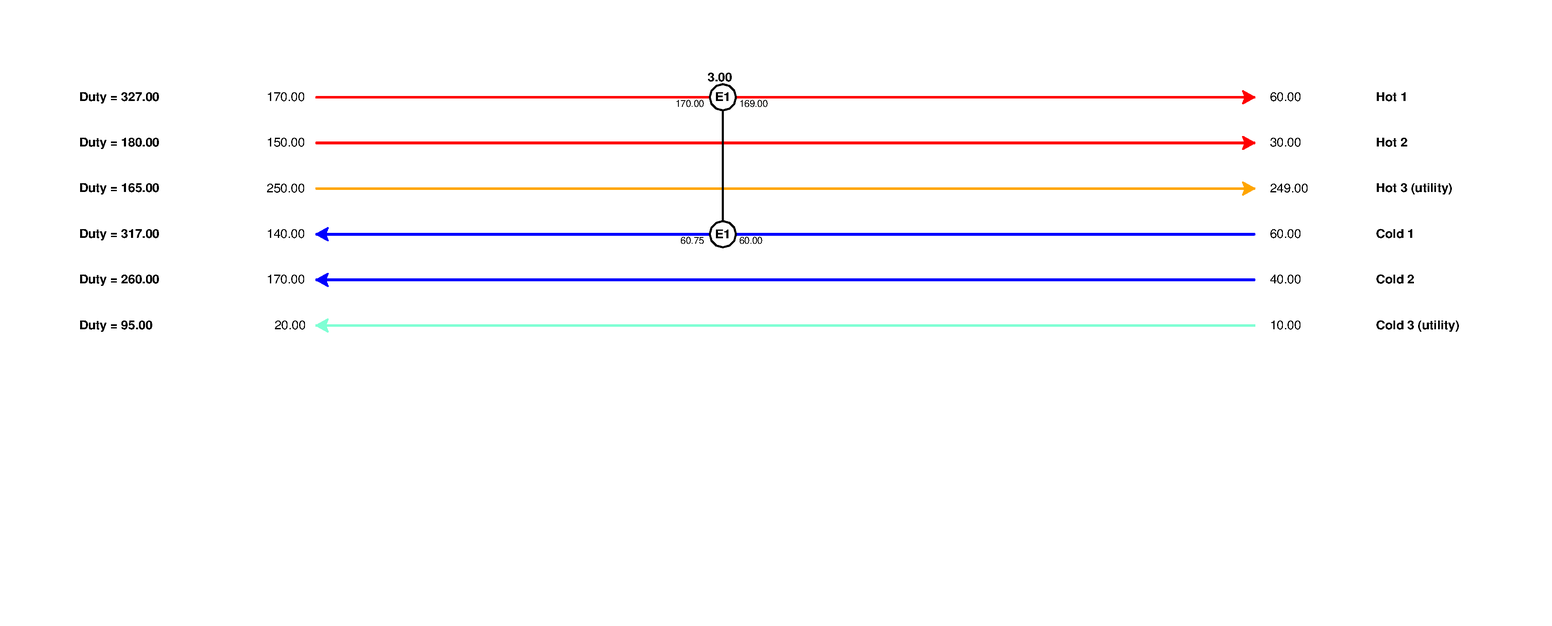 3.00
Duty = 327.00 170.00 E1 60.00 Hot 1
170.00 169.00
Duty = 180.00 150.00 30.00 Hot 2
Duty = 165.00 250.00 249.00 Hot 3 (utility)
Duty = 317.00 140.00 E1 60.00 Cold 1
60.75 60.00
Duty = 260.00 170.00 40.00 Cold 2
Duty = 95.00 20.00 10.00 Cold 3 (utility)